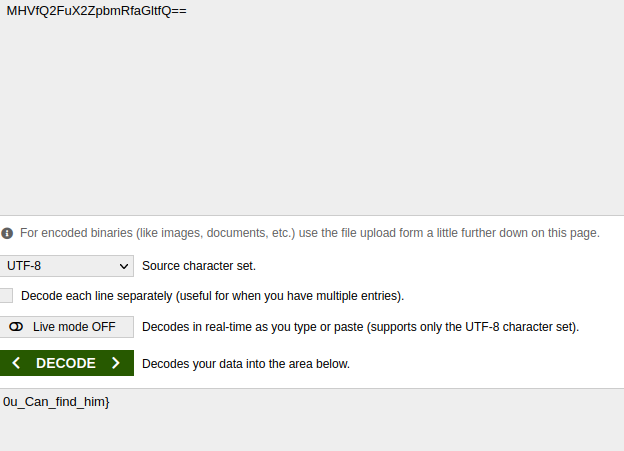 MHVfQ2FuX2ZpbmRfaGltfQ==
For encoded binaries (like images, documents, etc.) use the file upload form a little further down on this page.
UTF-8 Source character set.
Decode each line separately (useful for when you have multiple entries).
Live mode OFF Decodes in real-time as you type or paste (supports only the UTF-8 character set).
< DECODE > Decodes your data into the area below.
0u_Can_find_him}